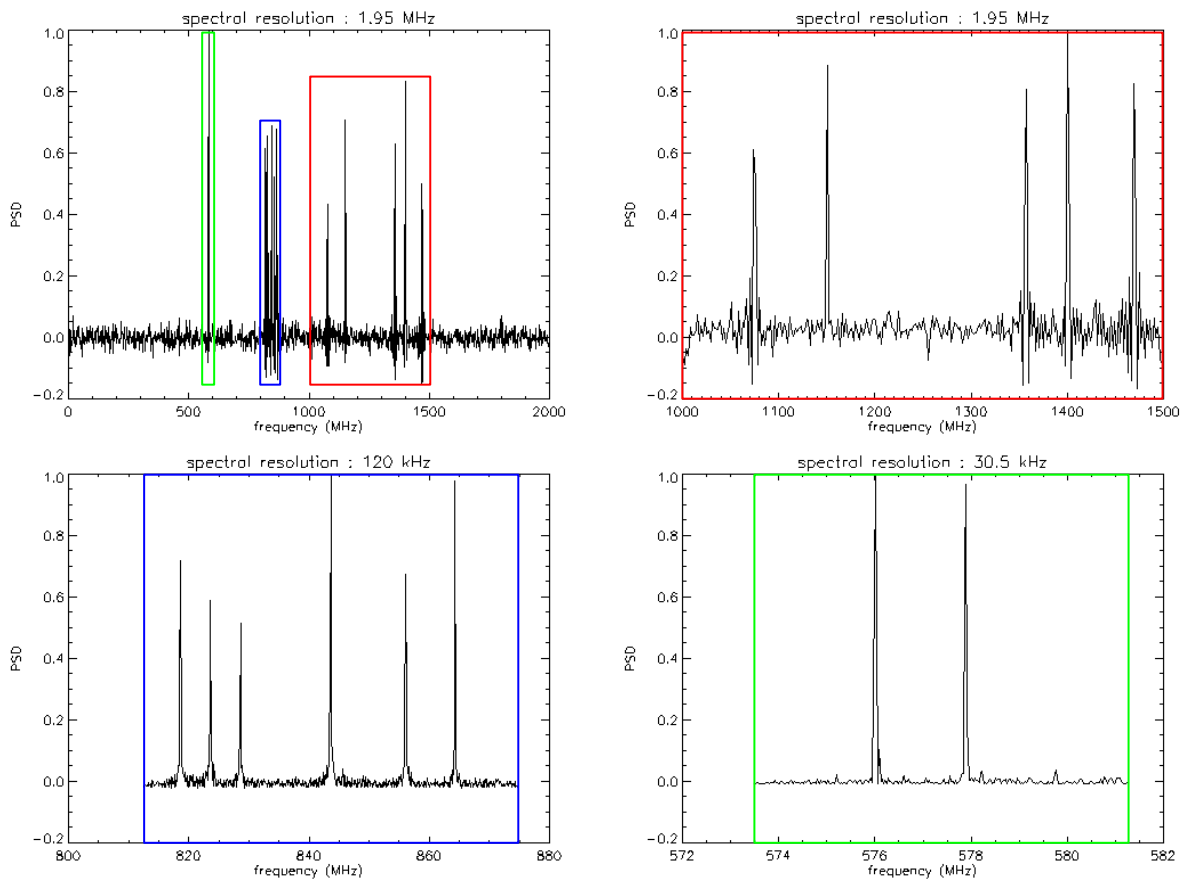 spectral resolution : 1.95 MHz
1.0
0.8
0.6
0.4
0.2
0.0
−0.2
PSD
0 500 1000 1500 2000
frequency (MHz)
spectral resolution : 1.95 MHz
1.0
0.8
0.6
0.4
0.2
0.0
−0.2
PSD
1000 1100 1200 1300 1400 1500
frequency (MHz)
spectral resolution : 120 kHz
1.0
0.8
0.6
0.4
0.2
0.0
−0.2
PSD
800 820 840 860 880
frequency (MHz)
spectral resolution : 30.5 kHz
1.0
0.8
0.6
0.4
0.2
0.0
−0.2
PSD
572 574 576 578 580 582
frequency (MHz)